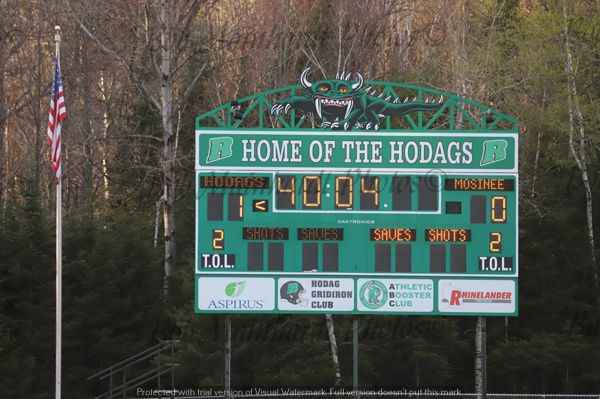 R HOME OF THE HODAGS R
HODAGS 40:04 MOSINEE
1 < 0
DAKTRONICS
SHOTS SAVES SAVES SHOTS
2 2
T.O.L. T.O.L.
ASPIRUS
HODAG
GRIDIRON
CLUB
ATHLETIC
BOOSTER
CLUB
RHINELANDER
Protected with trial version of Visual Watermark. Full version doesn't put this mark.